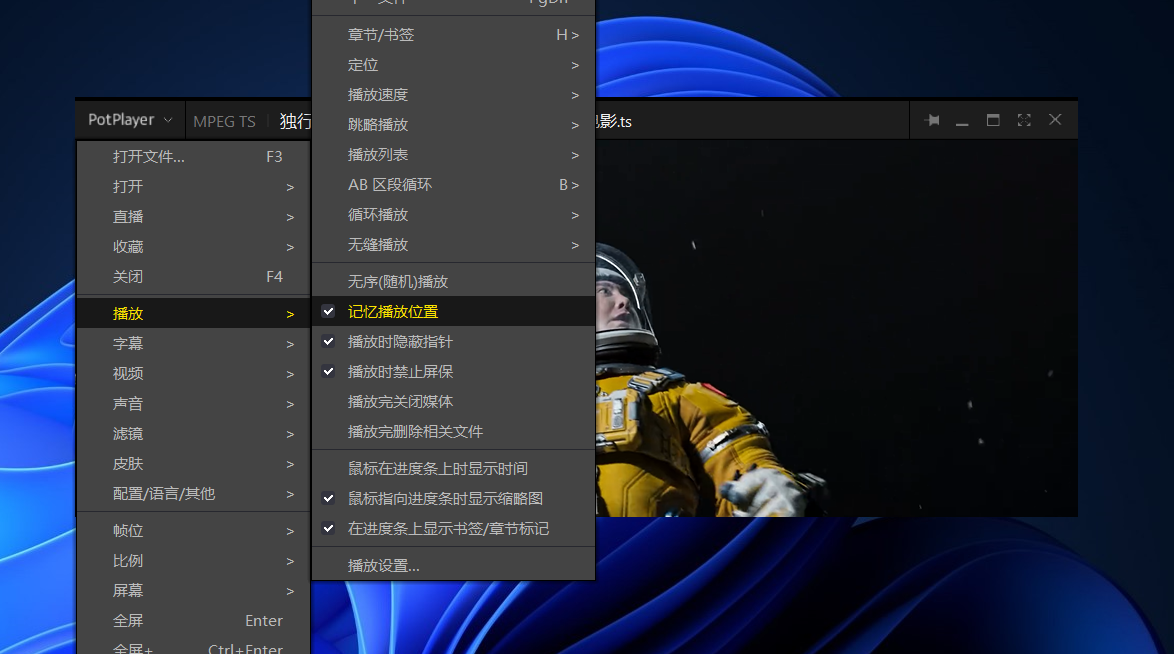 PotPlayer
MPEG TS
独行
影.ts
打开文件... F3
打开 >
直播 >
收藏 >
关闭 F4
播放 >
字幕 >
视频 >
声音 >
滤镜 >
皮肤 >
配置/语言/其他 >
帧位 >
比例 >
屏幕 >
全屏 Enter
全屏+ Ctrl+Enter
章节/书签 H >
定位 >
播放速度 >
跳略播放 >
播放列表 >
AB 区段循环 B >
循环播放 >
无缝播放 >
无序(随机)播放
记忆播放位置
播放时隐蔽指针
播放时禁止屏保
播放完关闭媒体
播放完删除相关文件
鼠标在进度条上时显示时间
鼠标指向进度条时显示缩略图
在进度条上显示书签/章节标记
播放设置...